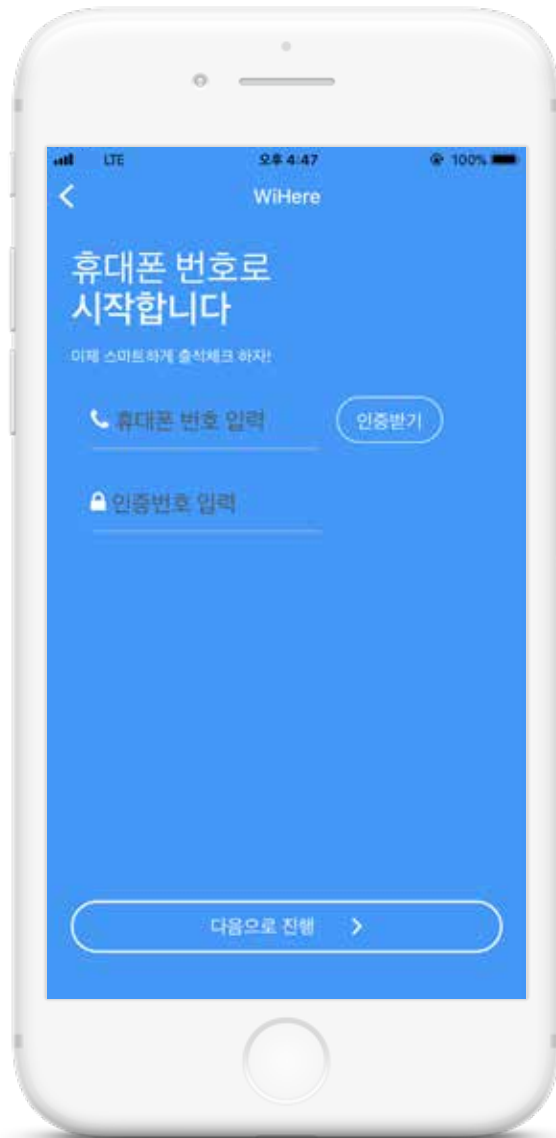 LTE 오후 4:47 100%
WiHere
휴대폰 번호로
시작합니다
이제 스마트하게 출석체크 하자!
휴대폰 번호 입력 인증받기
인증번호 입력
다음으로 진행